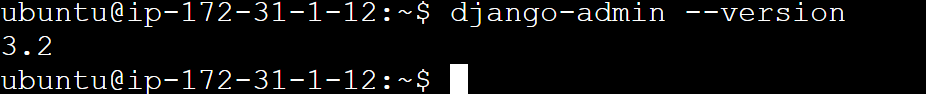 ubuntu@ip-172-31-1-12:~$ django-admin --version
3.2
ubuntu@ip-172-31-1-12:~$